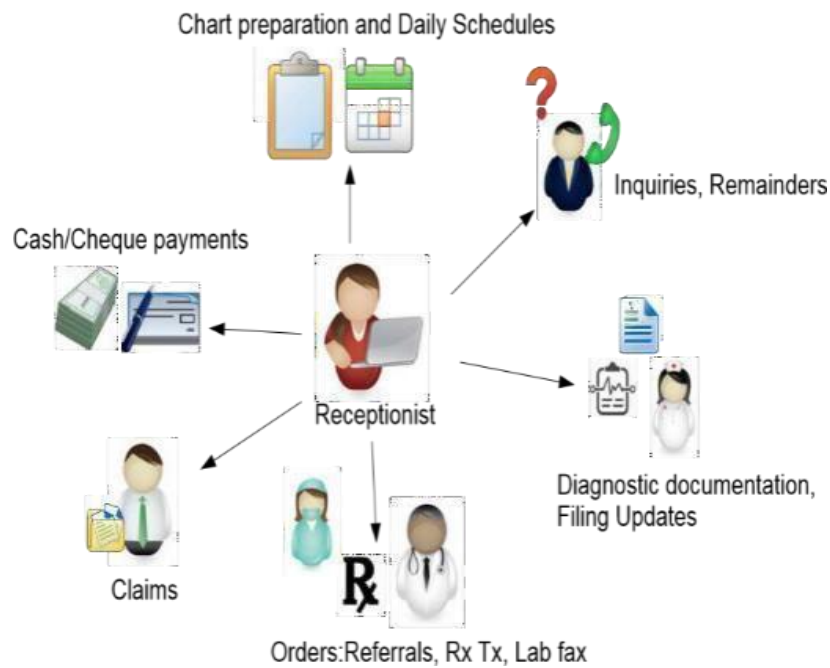 Chart preparation and Daily Schedules
?
Inquiries, Remainders
Cash/Cheque payments
Receptionist
Diagnostic documentation,
Filing Updates
Claims
Rx
Orders:Referrals, Rx Tx, Lab fax